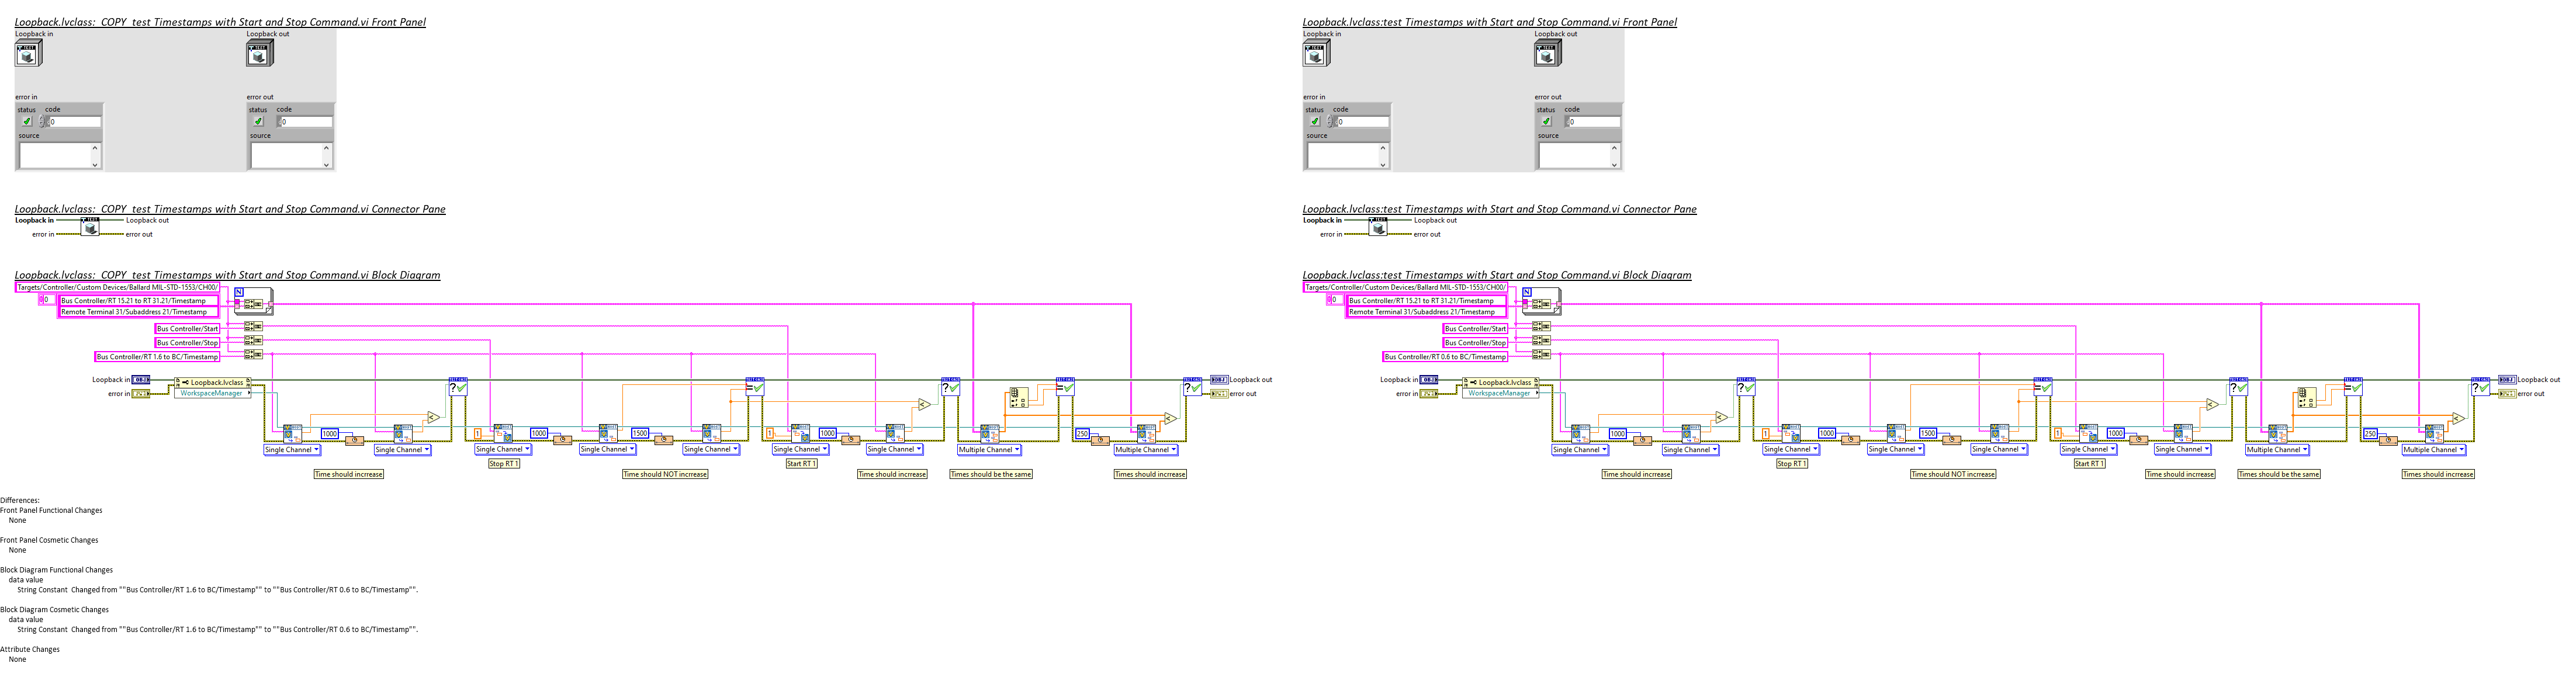 Loopback.lvclass:_COPY_test Timestamps with Start and Stop Command.vi Front Panel
Loopback in
Loopback out
error in
error out
status code
0
source
status code
0
source
Loopback.lvclass:_COPY_test Timestamps with Start and Stop Command.vi Connector Pane
Loopback in
Loopback out
error in
error out
Loopback.lvclass:_COPY_test Timestamps with Start and Stop Command.vi Block Diagram
Targets/Controller/Custom Devices/Ballard MIL-STD-1553/CH00/
N
0
Bus Controller/RT 15.21 to RT 31.21/Timestamp
Remote Terminal 31/Subaddress 21/Timestamp
Bus Controller/Start
Bus Controller/Stop
Bus Controller/RT 1.6 to BC/Timestamp
Loopback in
Loopback.lvclass
Loopback out
error in
WorkspaceManager
error out
1000
1
1000
1500
1
1000
250
Single Channel
Single Channel
Single Channel
Single Channel
Single Channel
Single Channel
Single Channel
Multiple Channel
Multiple Channel
Stop RT 1
Start RT 1
Time should incrrease
Time should NOT increase
Time should incrrease
Times should be the same
Times should increase
Differences:
Front Panel Functional Changes
None
Front Panel Cosmetic Changes
None
Block Diagram Functional Changes
data value
String Constant  Changed from ""Bus Controller/RT 1.6 to BC/Timestamp"" to ""Bus Controller/RT 0.6 to BC/Timestamp"".
Block Diagram Cosmetic Changes
data value
String Constant  Changed from ""Bus Controller/RT 1.6 to BC/Timestamp"" to ""Bus Controller/RT 0.6 to BC/Timestamp"".
Attribute Changes
None
Loopback.lvclass:test Timestamps with Start and Stop Command.vi Front Panel
Loopback in
Loopback out
error in
error out
status code
0
source
status code
0
source
Loopback.lvclass:test Timestamps with Start and Stop Command.vi Connector Pane
Loopback in
Loopback out
error in
error out
Loopback.lvclass:test Timestamps with Start and Stop Command.vi Block Diagram
Targets/Controller/Custom Devices/Ballard MIL-STD-1553/CH00/
N
0
Bus Controller/RT 15.21 to RT 31.21/Timestamp
Remote Terminal 31/Subaddress 21/Timestamp
Bus Controller/Start
Bus Controller/Stop
Bus Controller/RT 0.6 to BC/Timestamp
Loopback in
Loopback.lvclass
Loopback out
error in
WorkspaceManager
error out
1000
1
1000
1500
1
1000
250
Single Channel
Single Channel
Single Channel
Single Channel
Single Channel
Single Channel
Single Channel
Multiple Channel
Multiple Channel
Stop RT 1
Start RT 1
Time should incrrease
Time should NOT increase
Time should incrrease
Times should be the same
Times should increase